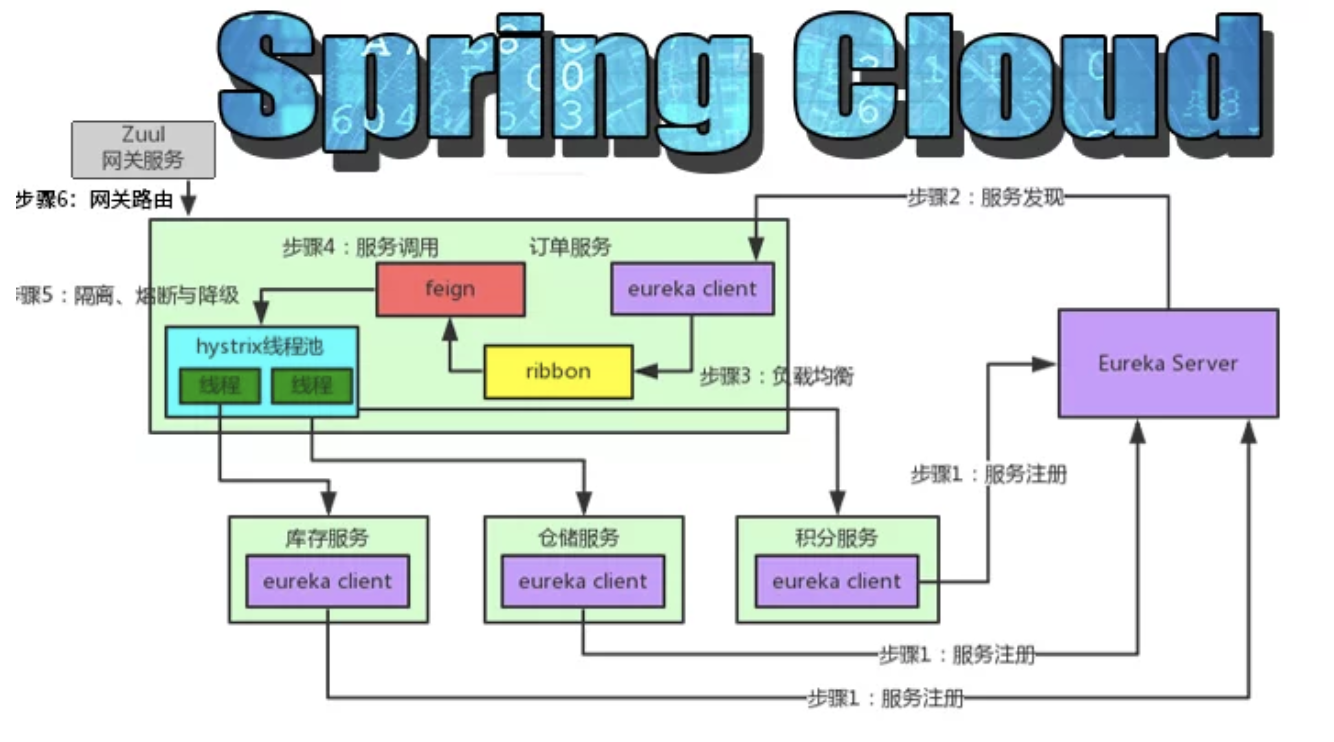 Spring Cloud
Zuul
网关服务
步骤6：网关路由
步骤2：服务发现
步骤4：服务调用
订单服务
feign
eureka client
骤5：隔离、熔断与降级
hystrix线程池
线程
线程
ribbon
步骤3：负载均衡
Eureka Server
步骤1：服务注册
库存服务
eureka client
仓储服务
eureka client
积分服务
eureka client
步骤1：服务注册
步骤1：服务注册